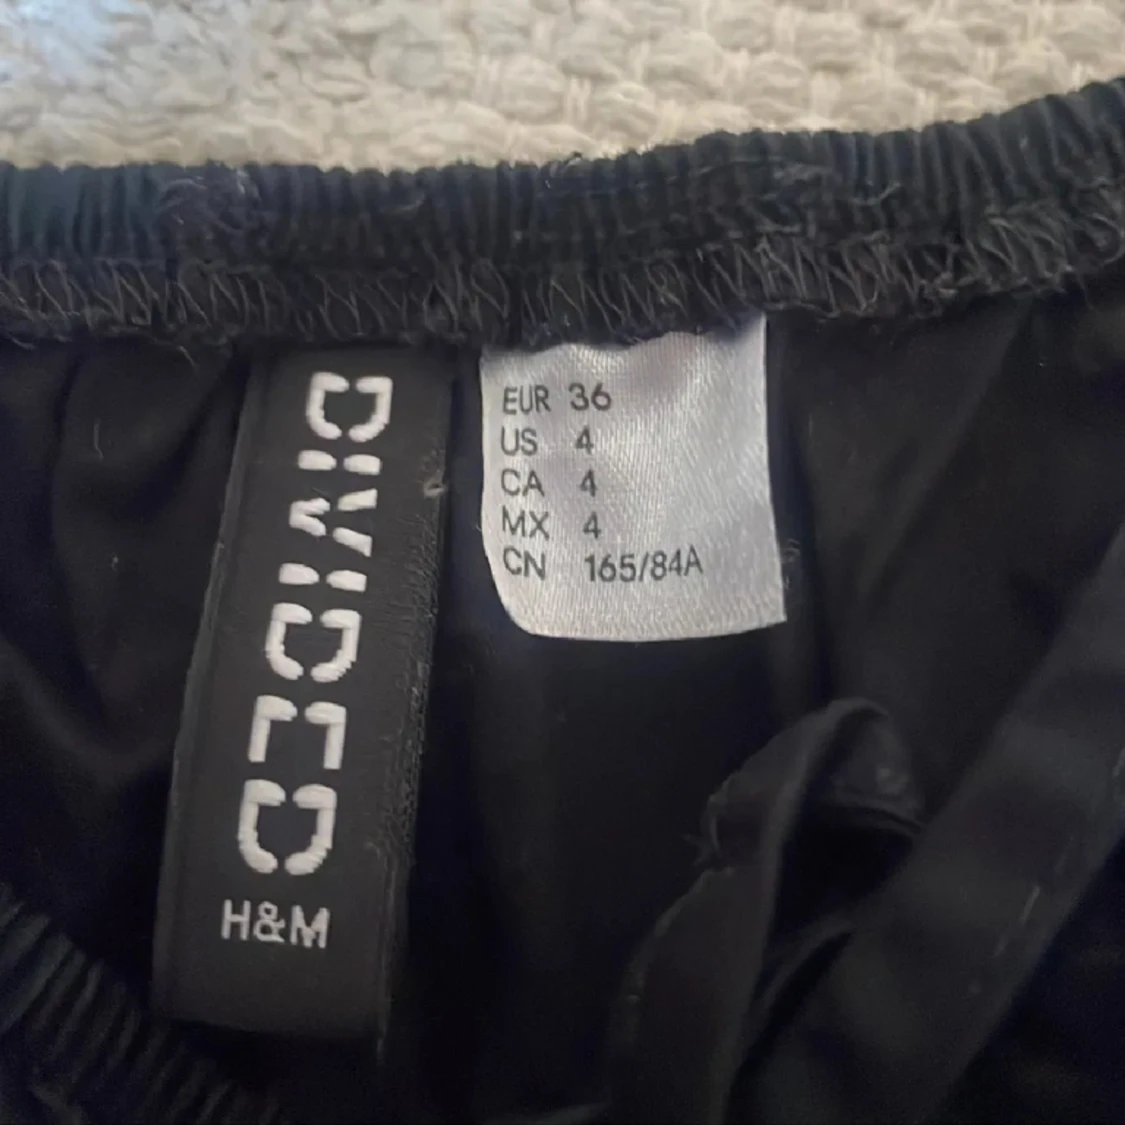 DIVIDED
H&M
EUR 36
US 4
CA 4
MX 4
CN 165/84A